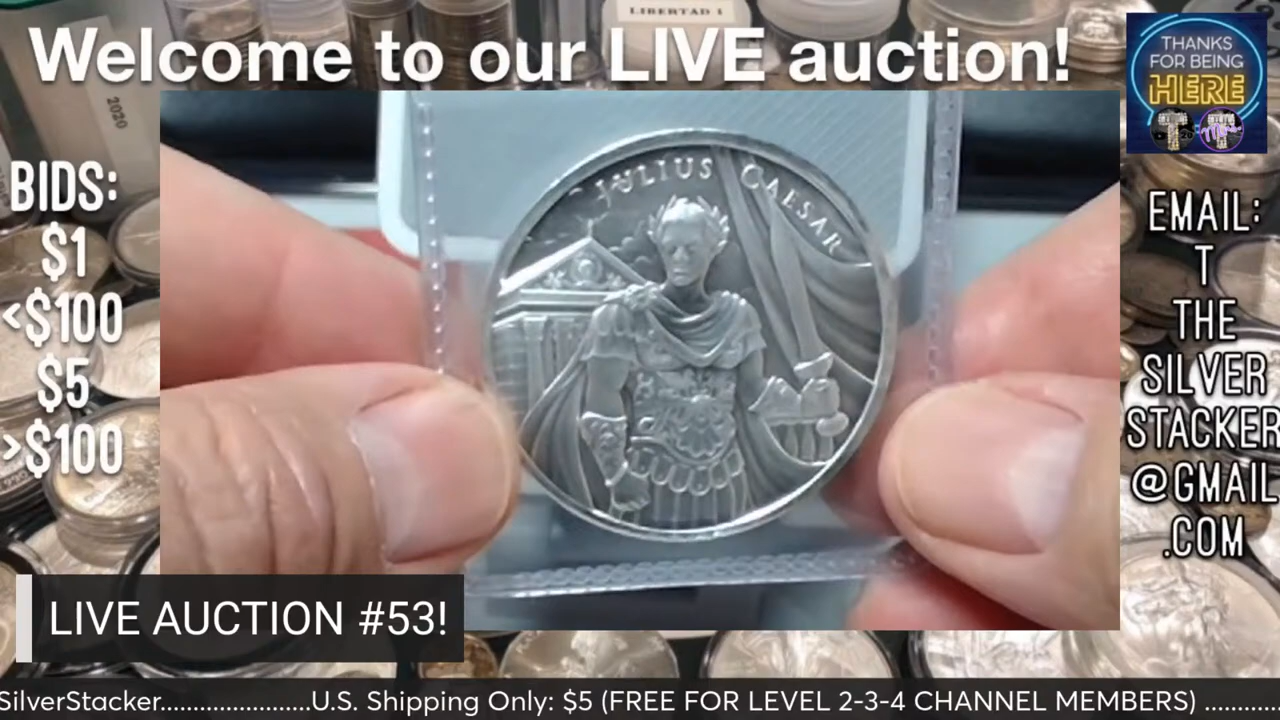 LIBERTAD 1
Welcome to our LIVE auction!
THANKS
FOR BEING
HERE
2020
BIDS:
$1
<$100
$5
>$100
JULIUS CAESAR
EMAIL:
T
THE
SILVER
STACKER
@GMAIL
.COM
LIVE AUCTION #53!
SilverStacker.......................U.S. Shipping Only: $5 (FREE FOR LEVEL 2-3-4 CHANNEL MEMBERS) ...........